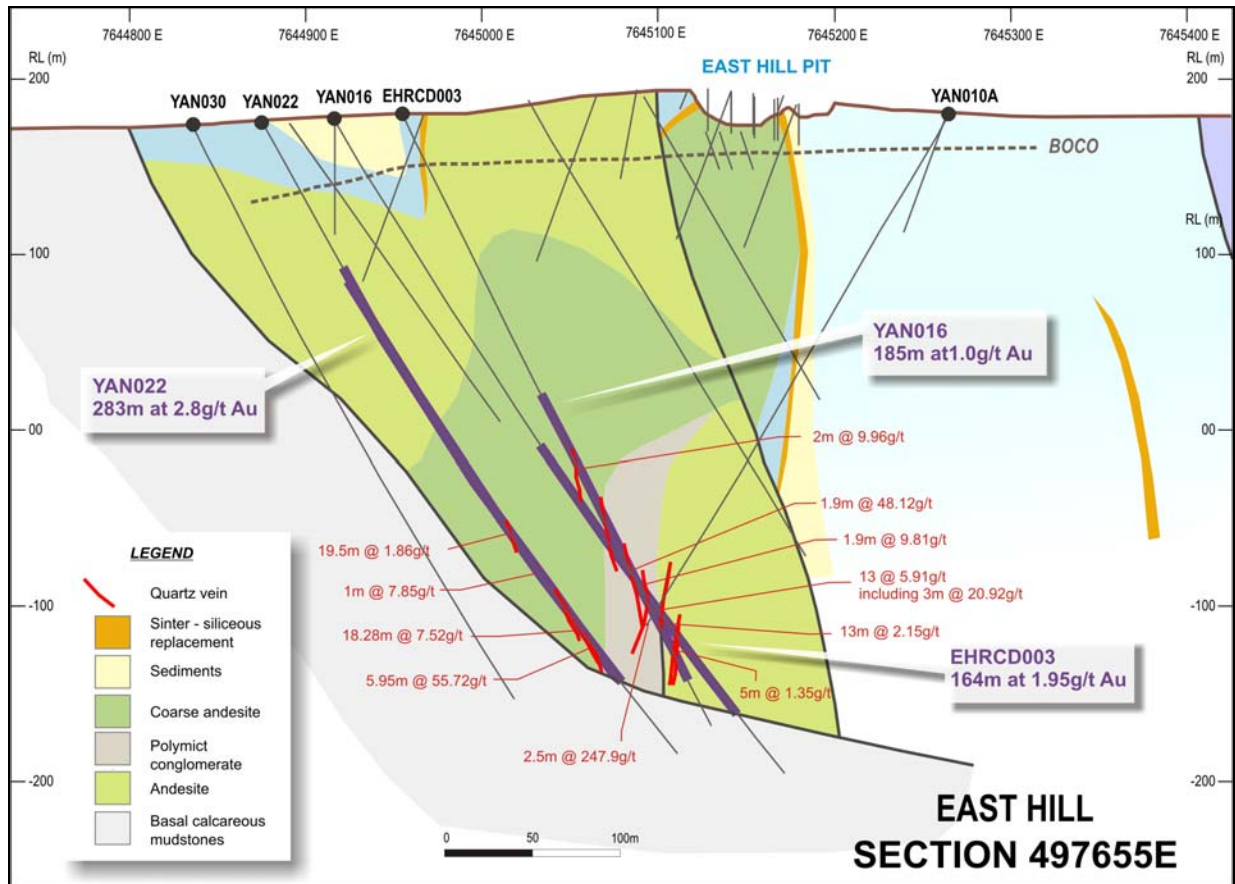 7644800 E
7644900 E
7645000 E
7645100 E
7645200 E
7645300 E
7645400 E
RL (m)
RL (m)
200
200
EAST HILL PIT
YAN030
YAN022
YAN016
EHRCD003
YAN010A
BOCO
RL (m)
100
100
YAN016
185m at1.0g/t Au
YAN022
283m at 2.8g/t Au
00
00
2m @ 9.96g/t
1.9m @ 48.12g/t
1.9m @ 9.81g/t
19.5m @ 1.86g/t
13 @ 5.91g/t
including 3m @ 20.92g/t
1m @ 7.85g/t
-100
-100
18.28m @ 7.52g/t
13m @ 2.15g/t
5.95m @ 55.72g/t
5m @ 1.35g/t
EHRCD003
164m at 1.95g/t Au
2.5m @ 247.9g/t
-200
-200
LEGEND
Quartz vein
Sinter - siliceous
replacement
Sediments
Coarse andesite
Polymict
conglomerate
Andesite
Basal calcareous
mudstones
0
50
100m
EAST HILL
SECTION 497655E